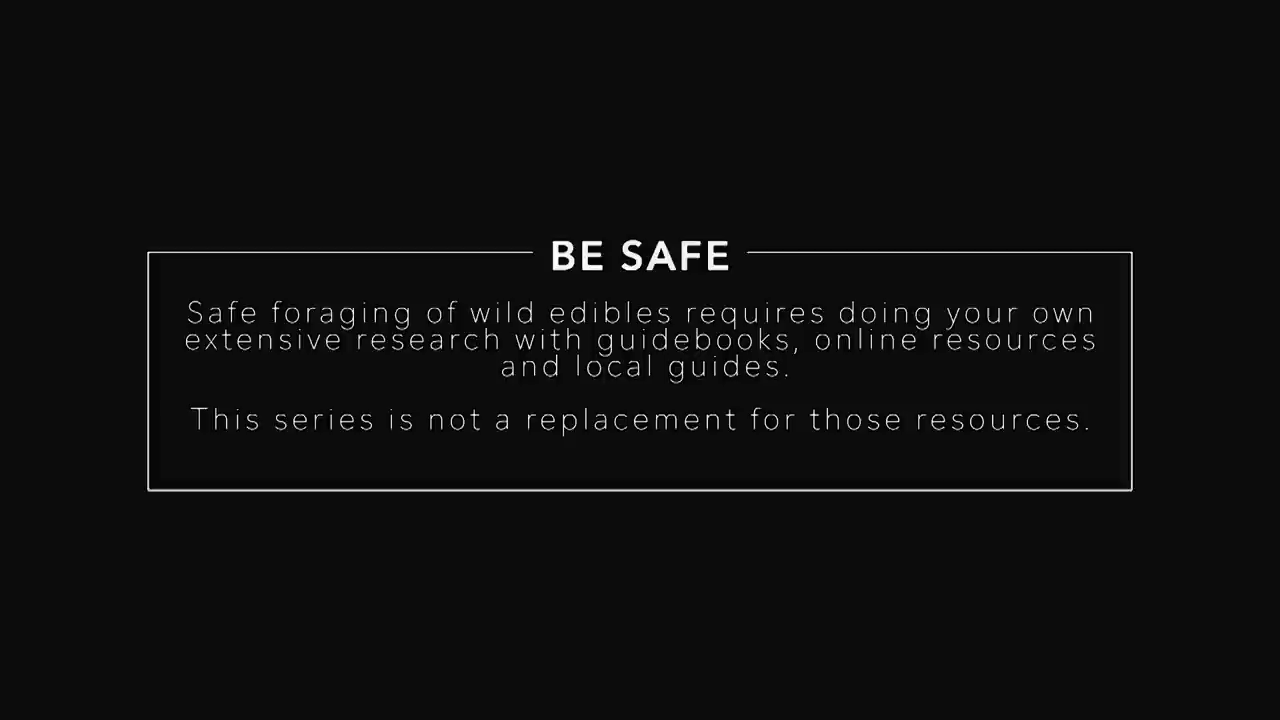 BE SAFE
Safe foraging of wild edibles requires doing your own
extensive research with guidebooks, online resources
and local guides.
This series is not a replacement for those resources.